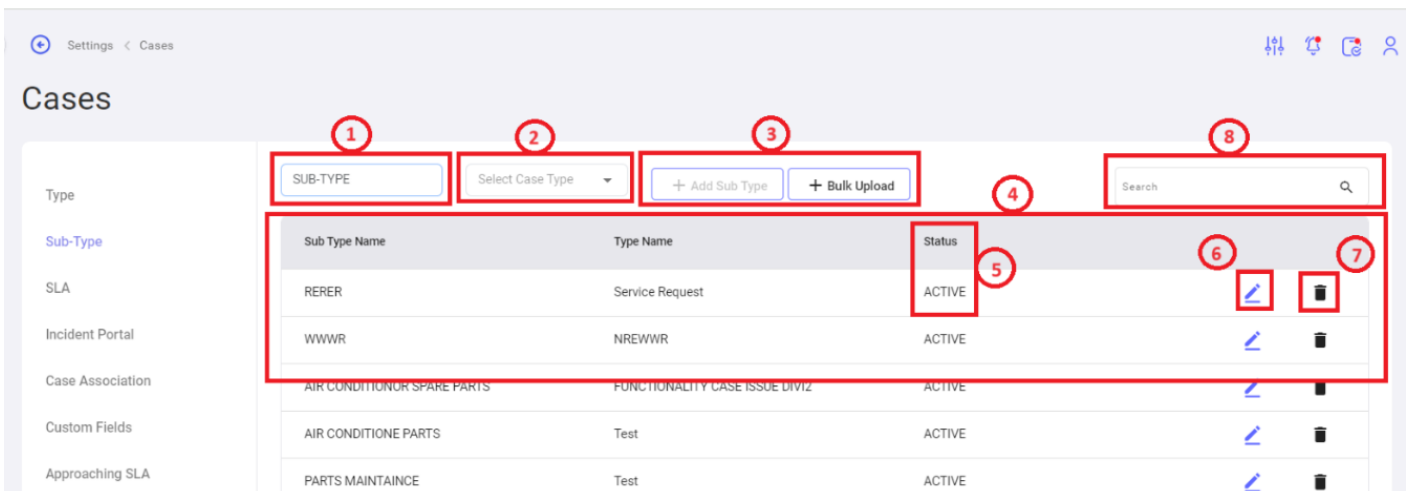 Settings < Cases
Cases
1
2
3
8
SUB-TYPE
Select Case Type
+ Add Sub Type
+ Bulk Upload
4
Search
Type
Sub-Type
SLA
Incident Portal
Case Association
Custom Fields
Approaching SLA
Sub Type Name Type Name Status
5
6
7
RERER Service Request ACTIVE
WWWR NREWWR ACTIVE
AIR CONDITIONOR SPARE PARTS FUNCTIONALITY CASE ISSUE DIVI2 ACTIVE
AIR CONDITIONE PARTS Test ACTIVE
PARTS MAINTAINCE Test ACTIVE